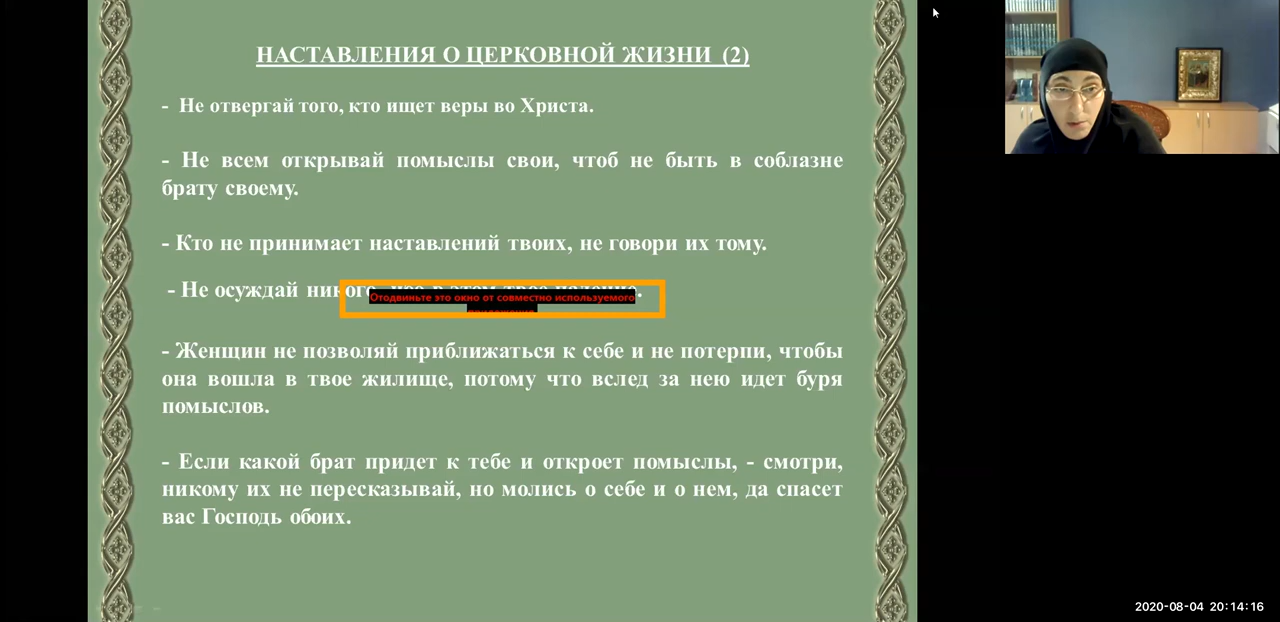 НАСТАВЛЕНИЯ О ЦЕРКОВНОЙ ЖИЗНИ (2)
- Не отвергай того, кто ищет веры во Христа.
- Не всем открывай помыслы свои, чтоб не быть в соблазне
брату своему.
- Кто не принимает наставлений твоих, не говори их тому.
- Не осуждай никого,
Отодвиньте это окно от совместно используемого
- Женщин не позволяй приближаться к себе и не потерпи, чтобы
она вошла в твое жилище, потому что вслед за нею идет буря
помыслов.
- Если какой брат придет к тебе и откроет помыслы, - смотри,
никому их не пересказывай, но молись о себе и о нем, да спасет
вас Господь обоих.
2020-08-04 20:14:16